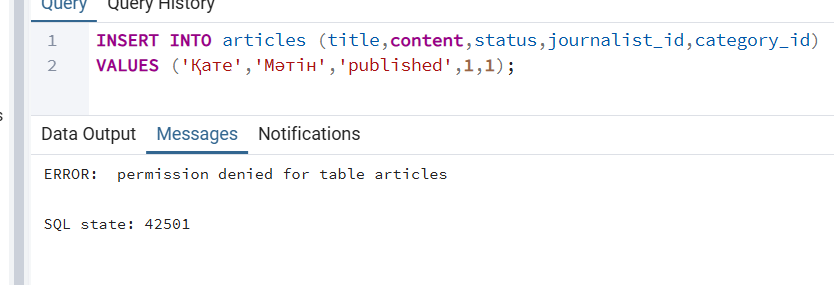 Query Query History
1 INSERT INTO articles (title,content,status,journalist_id,category_id)
2 VALUES ('Қате','Мәтін','published',1,1);
Data Output Messages Notifications
ERROR: permission denied for table articles
SQL state: 42501